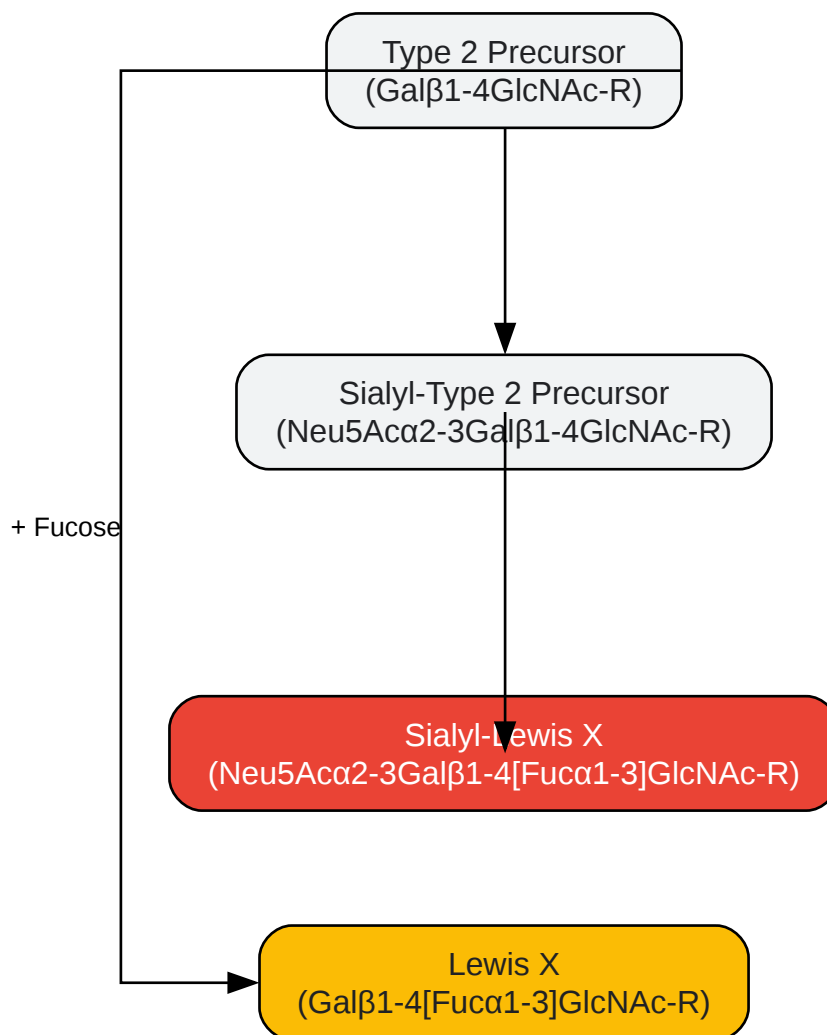 Type 2 Precursor
(Galβ1-4GlcNAc-R)
Sialyl-Type 2 Precursor
(Neu5Acα2-3Galβ1-4GlcNAc-R)
+ Fucose
Sialyl-Lewis X
(Neu5Acα2-3Galβ1-4[Fucα1-3]GlcNAc-R)
Lewis X
(Galβ1-4[Fucα1-3]GlcNAc-R)